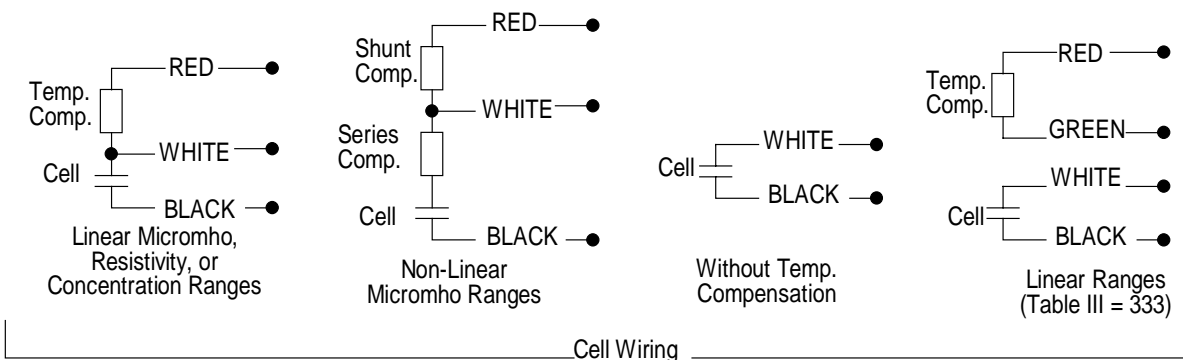 RED
Temp.
Comp.
WHITE
Cell
BLACK
Linear Micromho,
Resistivity, or
Concentration Ranges
RED
Shunt
Comp.
WHITE
Series
Comp.
Cell
BLACK
Non-Linear
Micromho Ranges
WHITE
Cell
BLACK
Without Temp.
Compensation
RED
Temp.
Comp.
GREEN
WHITE
Cell
BLACK
Linear Ranges
(Table III = 333)
Cell Wiring